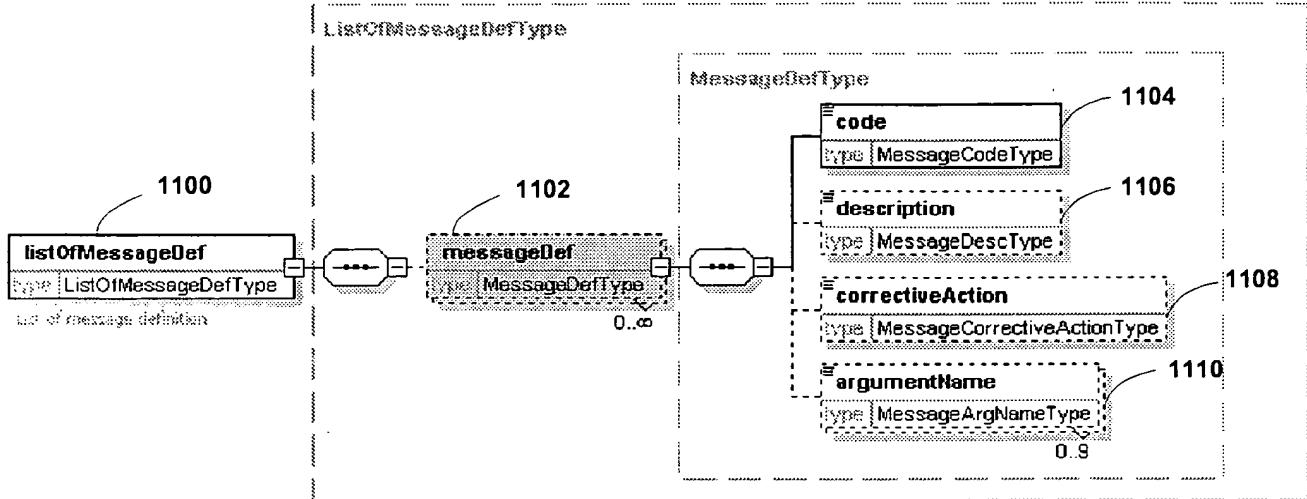 ListOfMessageDefType
MessageDefType
1104
code
type MessageCodeType
1100
1102
1106
listOfMessageDef
type ListOfMessageDefType
List of message definition
messageDef
type MessageDefType
0..∞
description
type MessageDescType
1108
correctiveAction
type MessageCorrectiveActionType
1110
argumentName
type MessageArgNameType
0..9